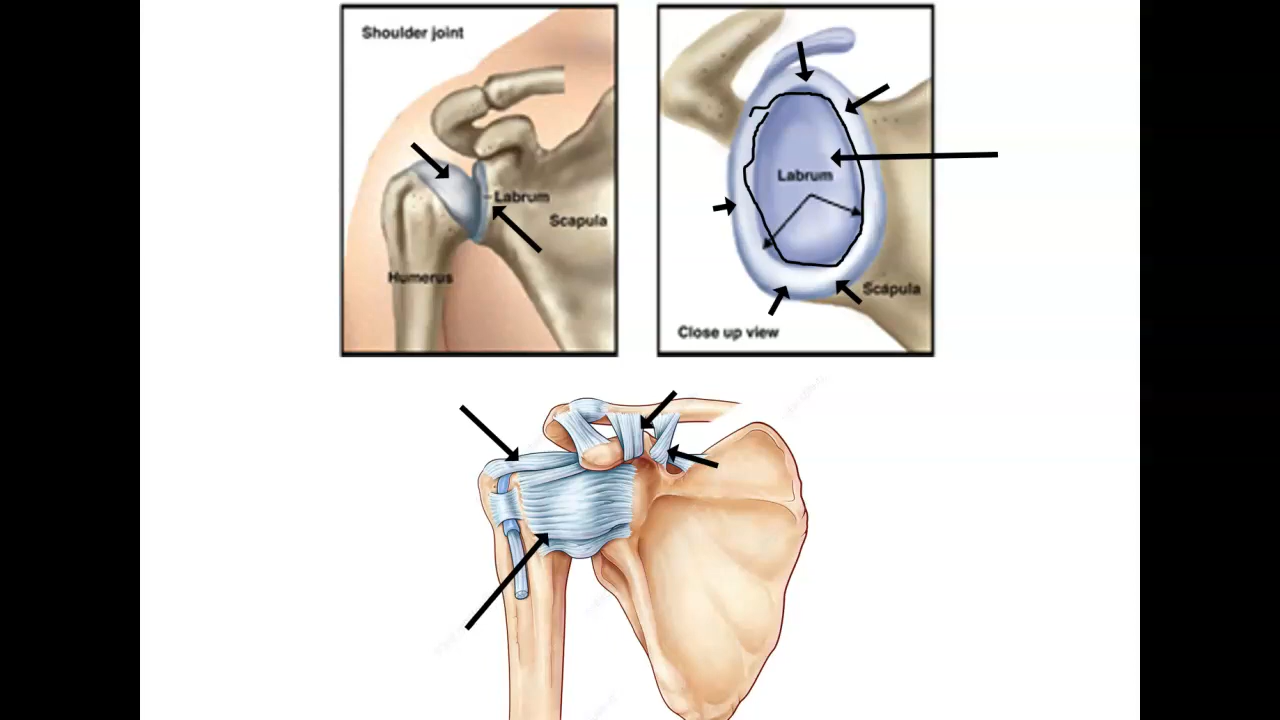 Shoulder joint
Labrum
Scapula
Humerus
Labrum
Scapula
Close up view